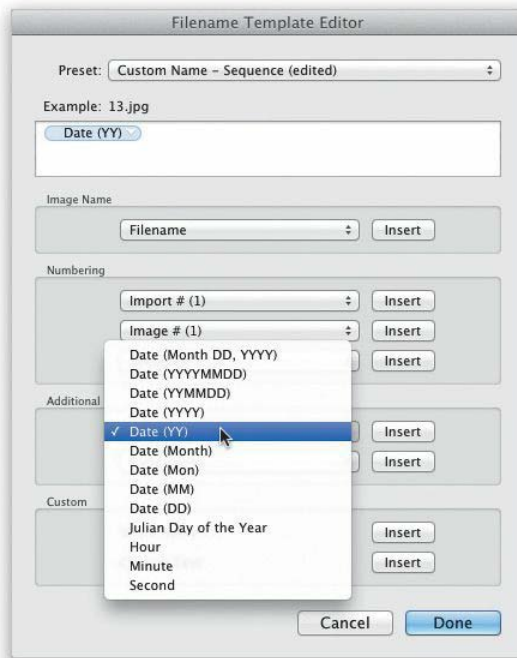 Filename Template Editor
Preset: Custom Name – Sequence (edited)
Example: 13.jpg
Date (YY)
Image Name
Filename Insert
Numbering
Import # (1) Insert
Image # (1) Insert
Date (Month DD, YYYY) Insert
Date (YYYYMMDD)
Date (YYMMDD)
Additional
Date (YYYY)
✓ Date (YY) Insert
Date (Month)
Date (Mon) Insert
Date (MM)
Custom
Date (DD)
Julian Day of the Year Insert
Hour
Minute Insert
Second
Cancel Done